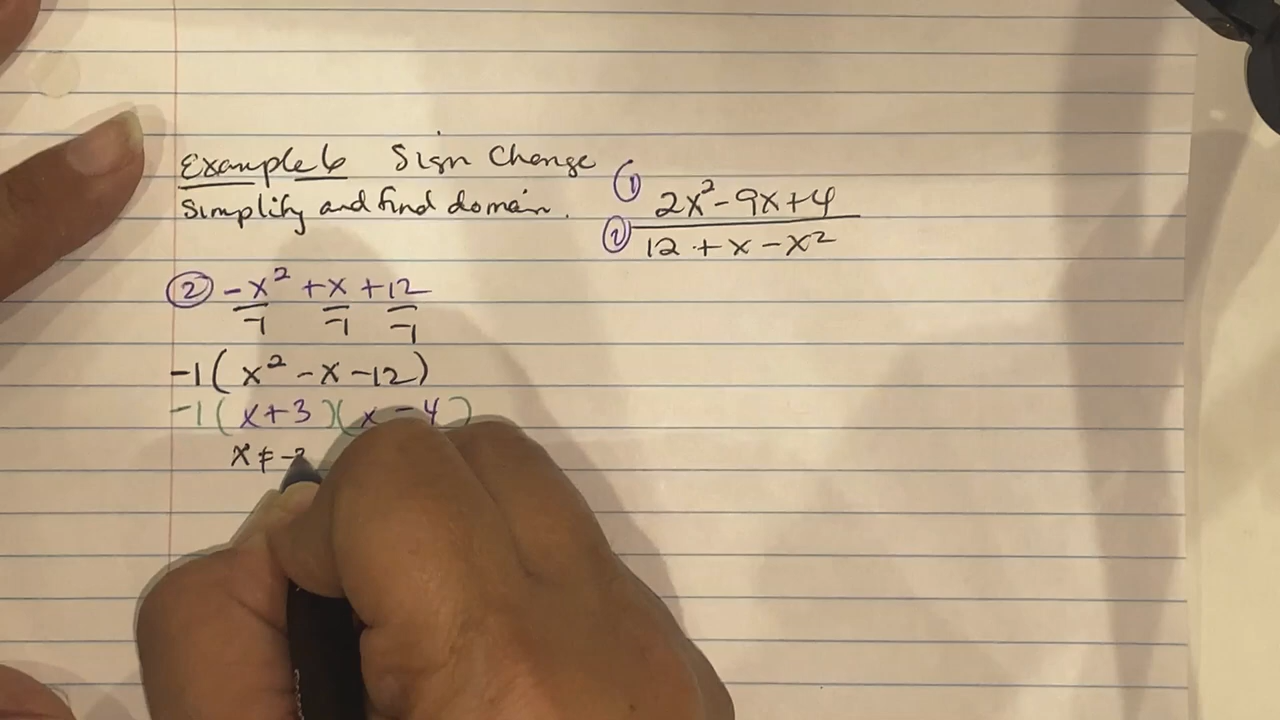 Example 6 Sign Change
Simplify and find domain.
① 2x² - 9x + 4
② 12 + x - x²
② -x² + x + 12
-1 -1 -1
-1( x² - x - 12 )
-1( x + 3 )( x - 4 )
x ≠ -3